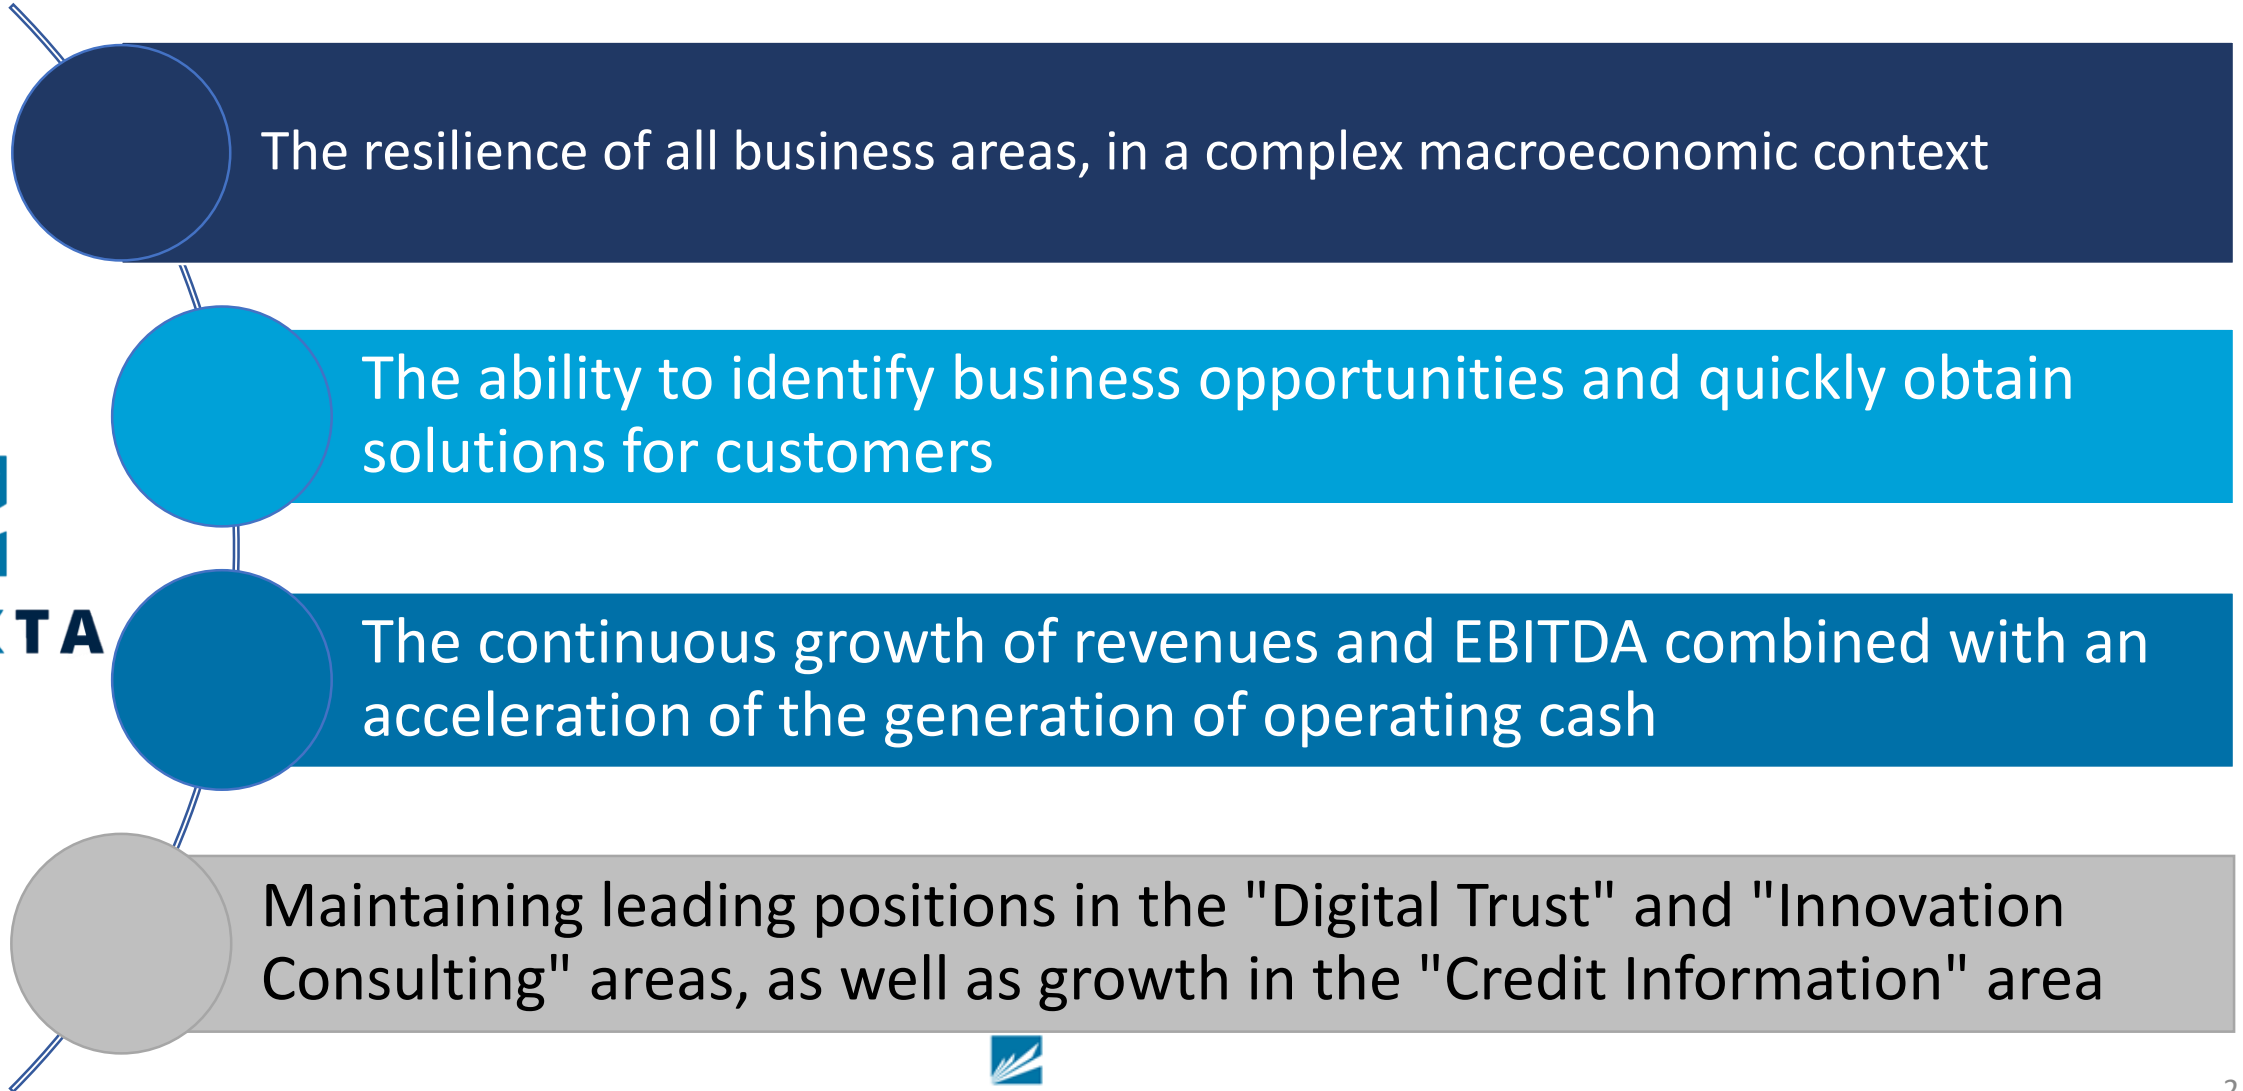 The resilience of all business areas, in a complex macroeconomic context
The ability to identify business opportunities and quickly obtain
solutions for customers
TA
The continuous growth of revenues and EBITDA combined with an
acceleration of the generation of operating cash
Maintaining leading positions in the "Digital Trust" and "Innovation
Consulting" areas, as well as growth in the "Credit Information" area